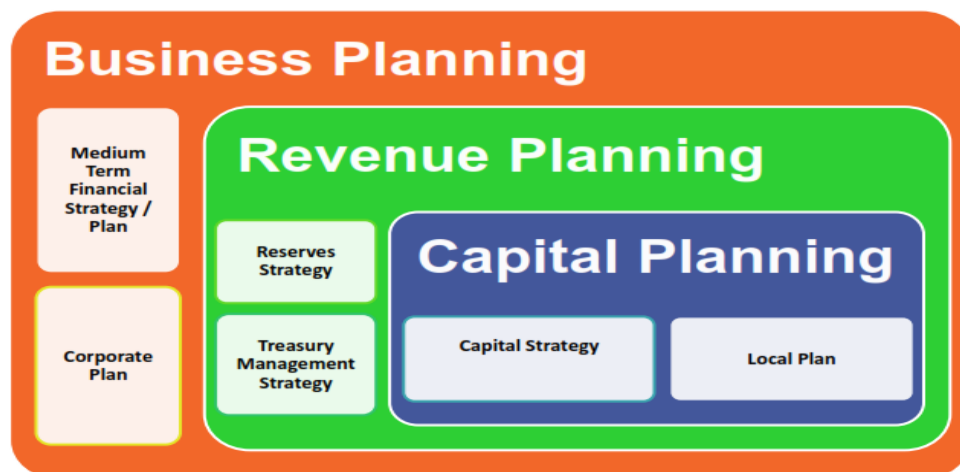 Business Planning
Medium
Term
Financial
Strategy /
Plan
Corporate
Plan
Revenue Planning
Reserves
Strategy
Treasury
Management
Strategy
Capital Planning
Capital Strategy
Local Plan